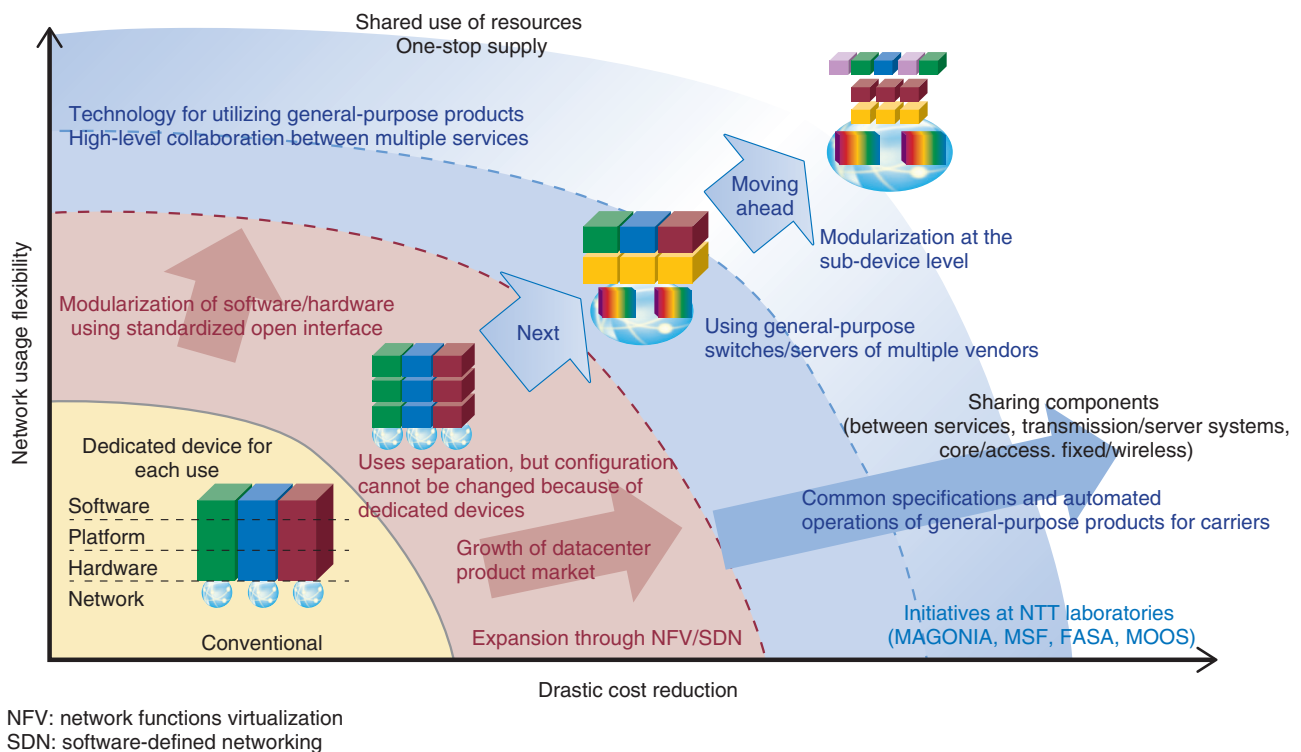 Shared use of resources
One-stop supply
Technology for utilizing general-purpose products
High-level collaboration between multiple services
Moving
ahead
Modularization at the
sub-device level
Network usage flexibility
Modularization of software/hardware
using standardized open interface
Next
Using general-purpose
switches/servers of multiple vendors
Sharing components
(between services, transmission/server systems,
core/access. fixed/wireless)
Dedicated device for
each use
Uses separation, but configuration
cannot be changed because of
dedicated devices
Software
Platform
Hardware
Network
Common specifications and automated
operations of general-purpose products for carriers
Growth of datacenter
product market
Conventional
Expansion through NFV/SDN
Initiatives at NTT laboratories
(MAGONIA, MSF, FASA, MOOS)
Drastic cost reduction
NFV: network functions virtualization
SDN: software-defined networking